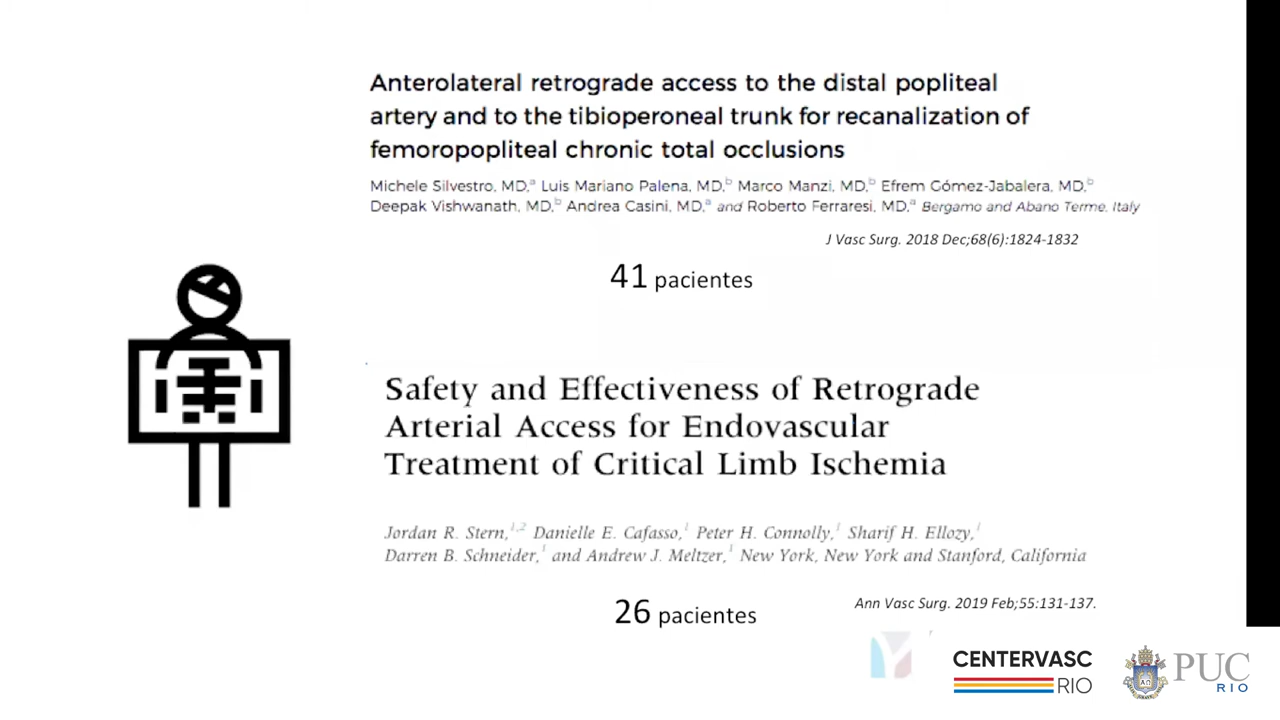 Anterolateral retrograde access to the distal popliteal
artery and to the tibioperoneal trunk for recanalization of
femoropopliteal chronic total occlusions
Michele Silvestro, MD,ᵃ Luis Mariano Palena, MD,ᵇ Marco Manzi, MD,ᵇ Efrem Gómez-Jabalera, MD,ᵇ
Deepak Vishwanath, MD,ᵇ Andrea Casini, MD,ᵃ and Roberto Ferraresi, MD,ᵃ Bergamo and Abano Terme, Italy
J Vasc Surg. 2018 Dec;68(6):1824-1832
41 pacientes
Safety and Effectiveness of Retrograde
Arterial Access for Endovascular
Treatment of Critical Limb Ischemia
Jordan R. Stern,¹,² Danielle E. Cafasso,¹ Peter H. Connolly,¹ Sharif H. Ellozy,¹
Darren B. Schneider,¹ and Andrew J. Meltzer,¹ New York, New York and Stanford, California
Ann Vasc Surg. 2019 Feb;55:131-137.
26 pacientes
CENTERVASC
RIO
PUC
RIO